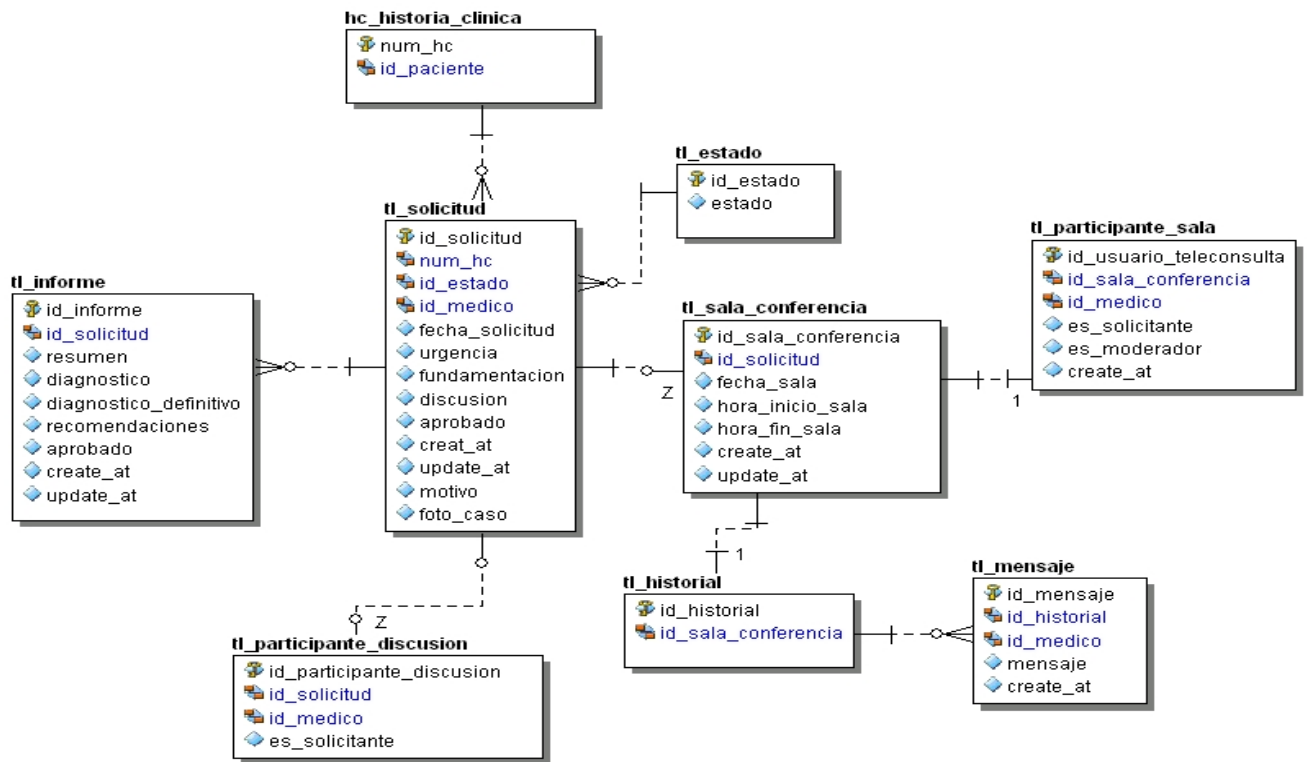 hc_historia_clinica
num_hc
id_paciente
tl_estado
id_estado
estado
tl_solicitud
id_solicitud
num_hc
id_estado
id_medico
fecha_solicitud
urgencia
fundamentacion
discusion
aprobado
creat_at
update_at
motivo
foto_caso
tl_participante_sala
id_usuario_teleconsulta
id_sala_conferencia
id_medico
es_solicitante
es_moderador
create_at
tl_informe
id_informe
id_solicitud
resumen
diagnostico
diagnostico_definitivo
recomendaciones
aprobado
create_at
update_at
tl_sala_conferencia
id_sala_conferencia
id_solicitud
fecha_sala
hora_inicio_sala
hora_fin_sala
create_at
update_at
Z
1
1
Z
tl_historial
id_historial
id_sala_conferencia
tl_mensaje
id_mensaje
id_historial
id_medico
mensaje
create_at
tl_participante_discusion
id_participante_discusion
id_solicitud
id_medico
es_solicitante